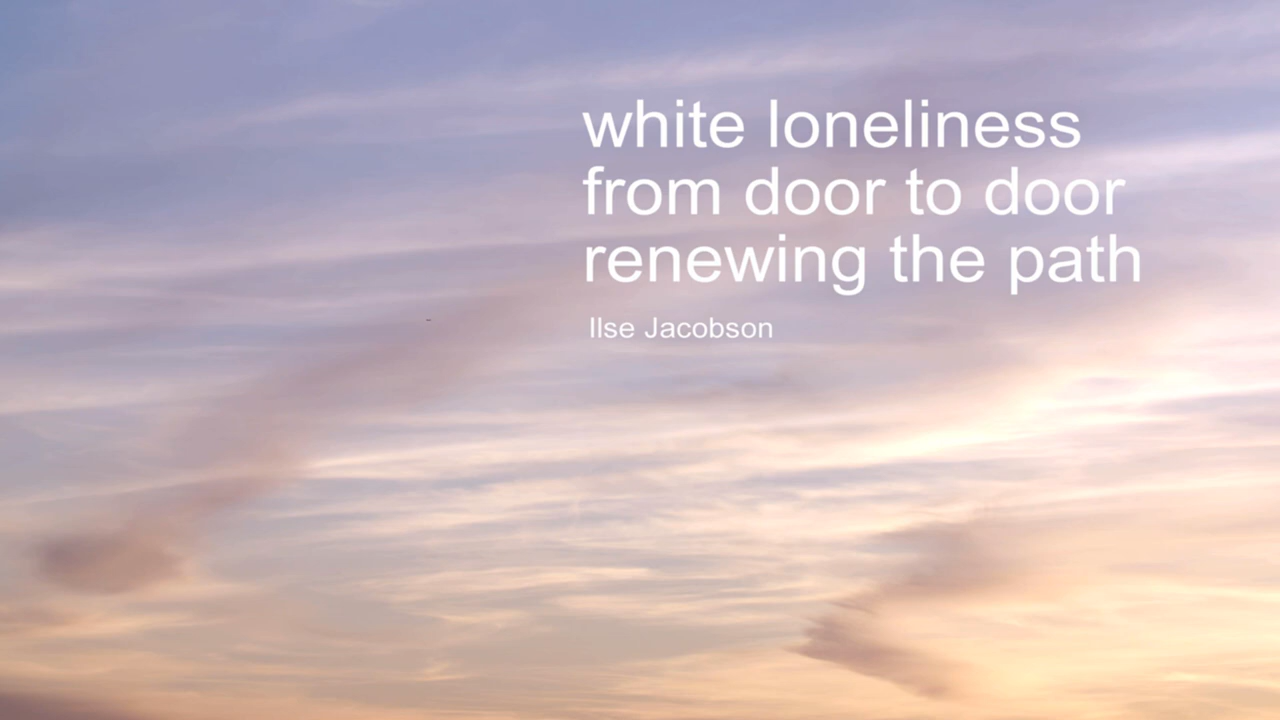 white loneliness
from door to door
renewing the path
Ilse Jacobson